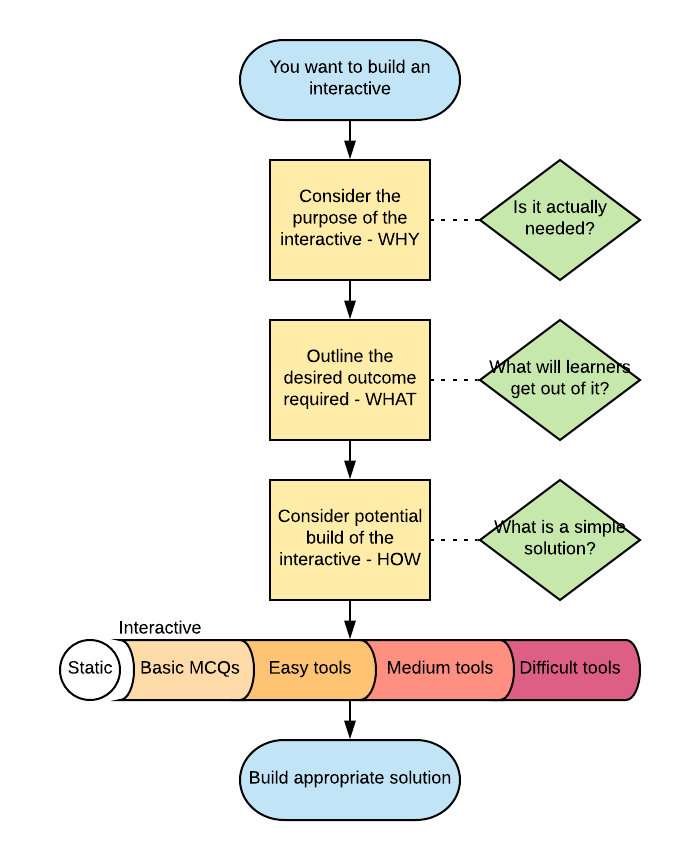 You want to build an
interactive
Consider the
purpose of the
interactive - WHY
Is it actually
needed?
Outline the
desired outcome
required - WHAT
What will learners
get out of it?
Consider potential
build of the
interactive - HOW
What is a simple
solution?
Interactive
Static
Basic MCQs
Easy tools
Medium tools
Difficult tools
Build appropriate solution